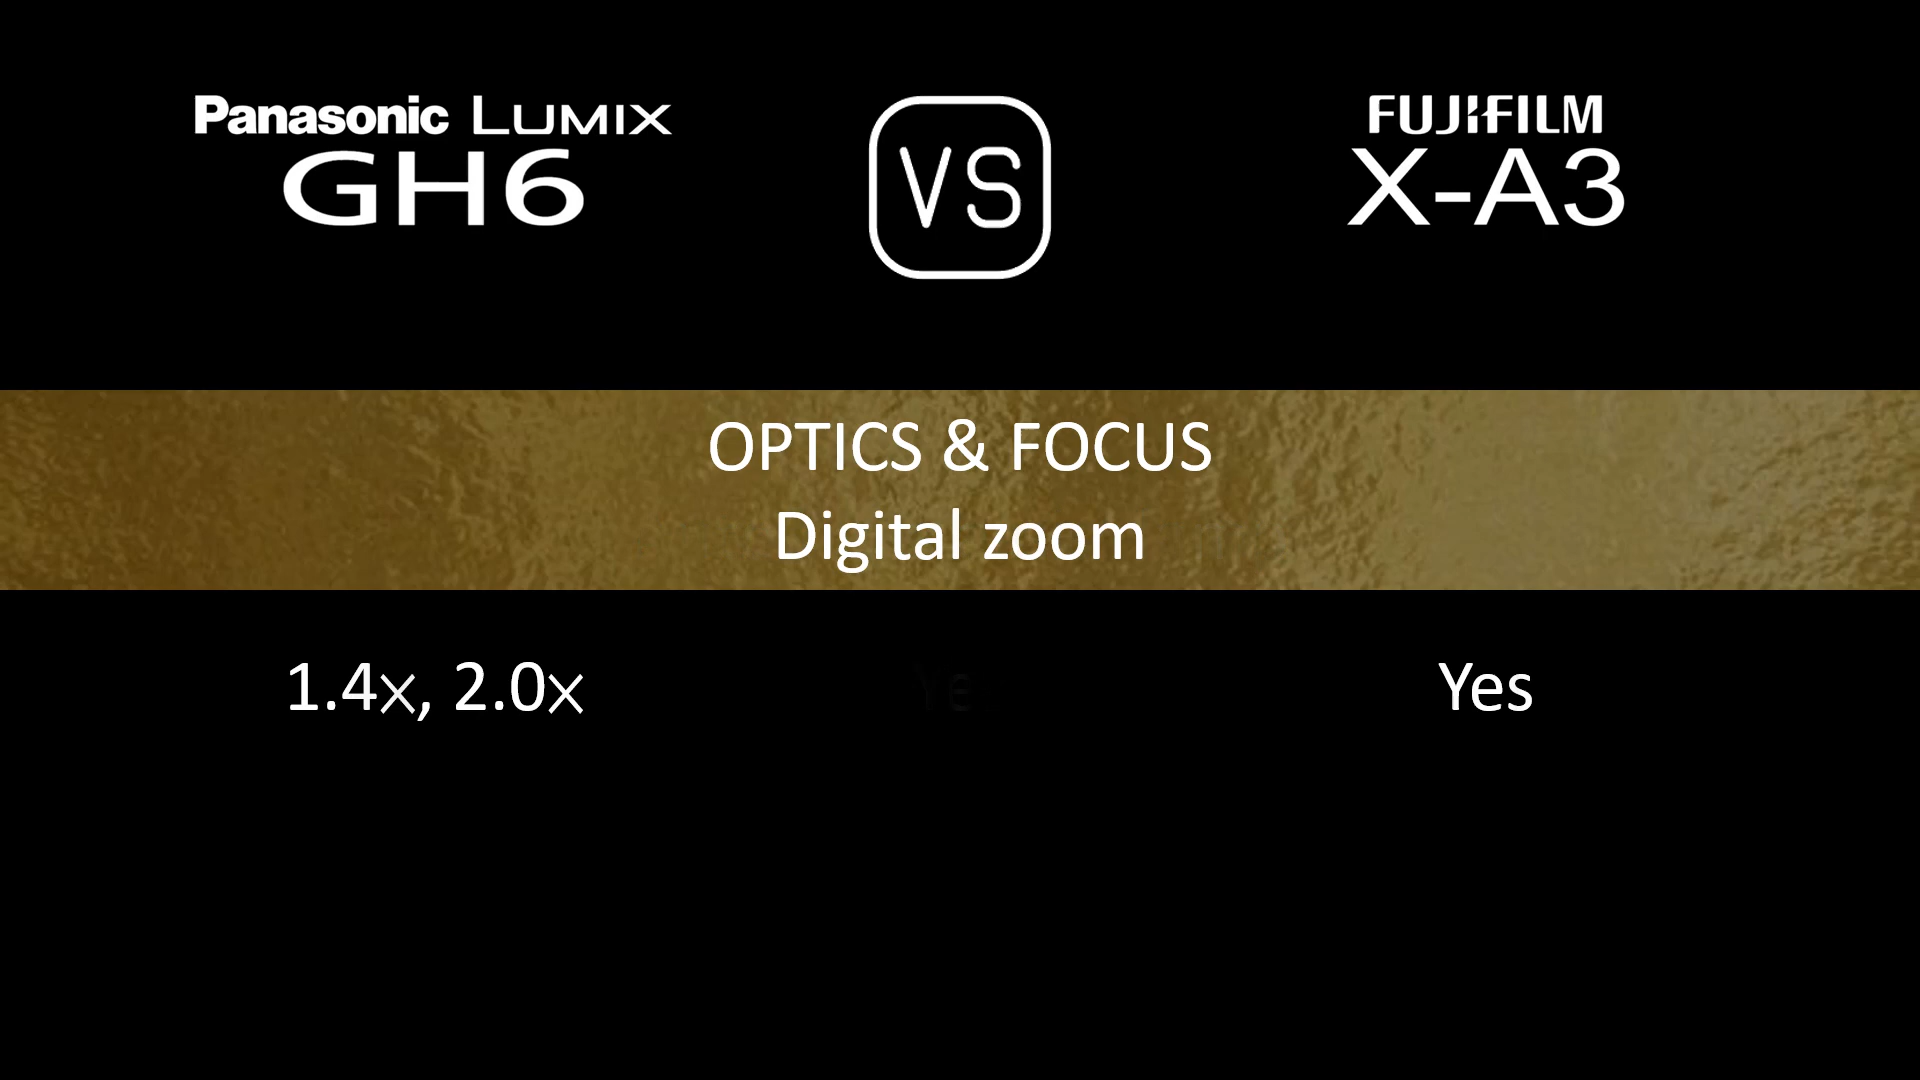 Panasonic LUMIX
GH6
VS
FUJIFILM
X-A3
OPTICS & FOCUS
Digital zoom
1.4x, 2.0x
Yes